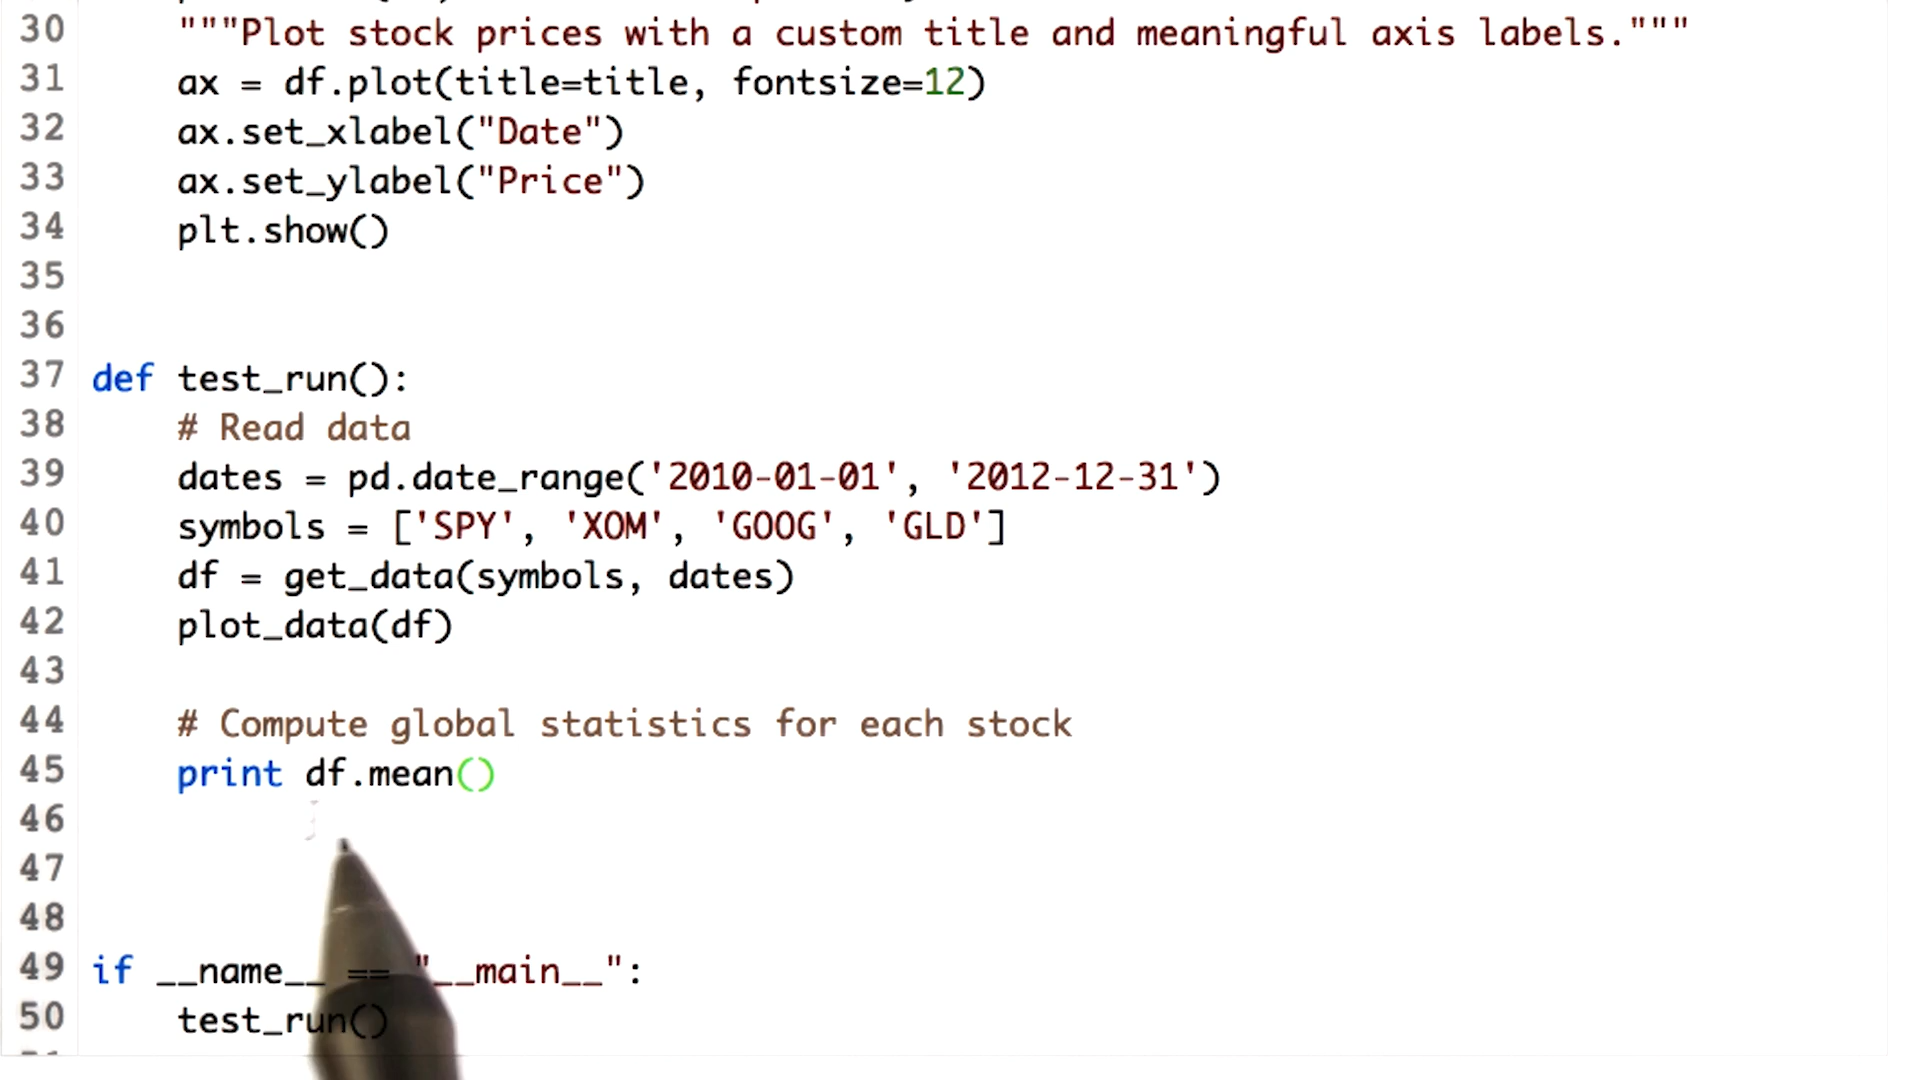 30 """Plot stock prices with a custom title and meaningful axis labels."""
31 ax = df.plot(title=title, fontsize=12)
32 ax.set_xlabel("Date")
33 ax.set_ylabel("Price")
34 plt.show()
35
36
37 def test_run():
38 # Read data
39 dates = pd.date_range('2010-01-01', '2012-12-31')
40 symbols = ['SPY', 'XOM', 'GOOG', 'GLD']
41 df = get_data(symbols, dates)
42 plot_data(df)
43
44 # Compute global statistics for each stock
45 print df.mean()
46
47
48
49 if __name__ == "__main__":
50 test_run()